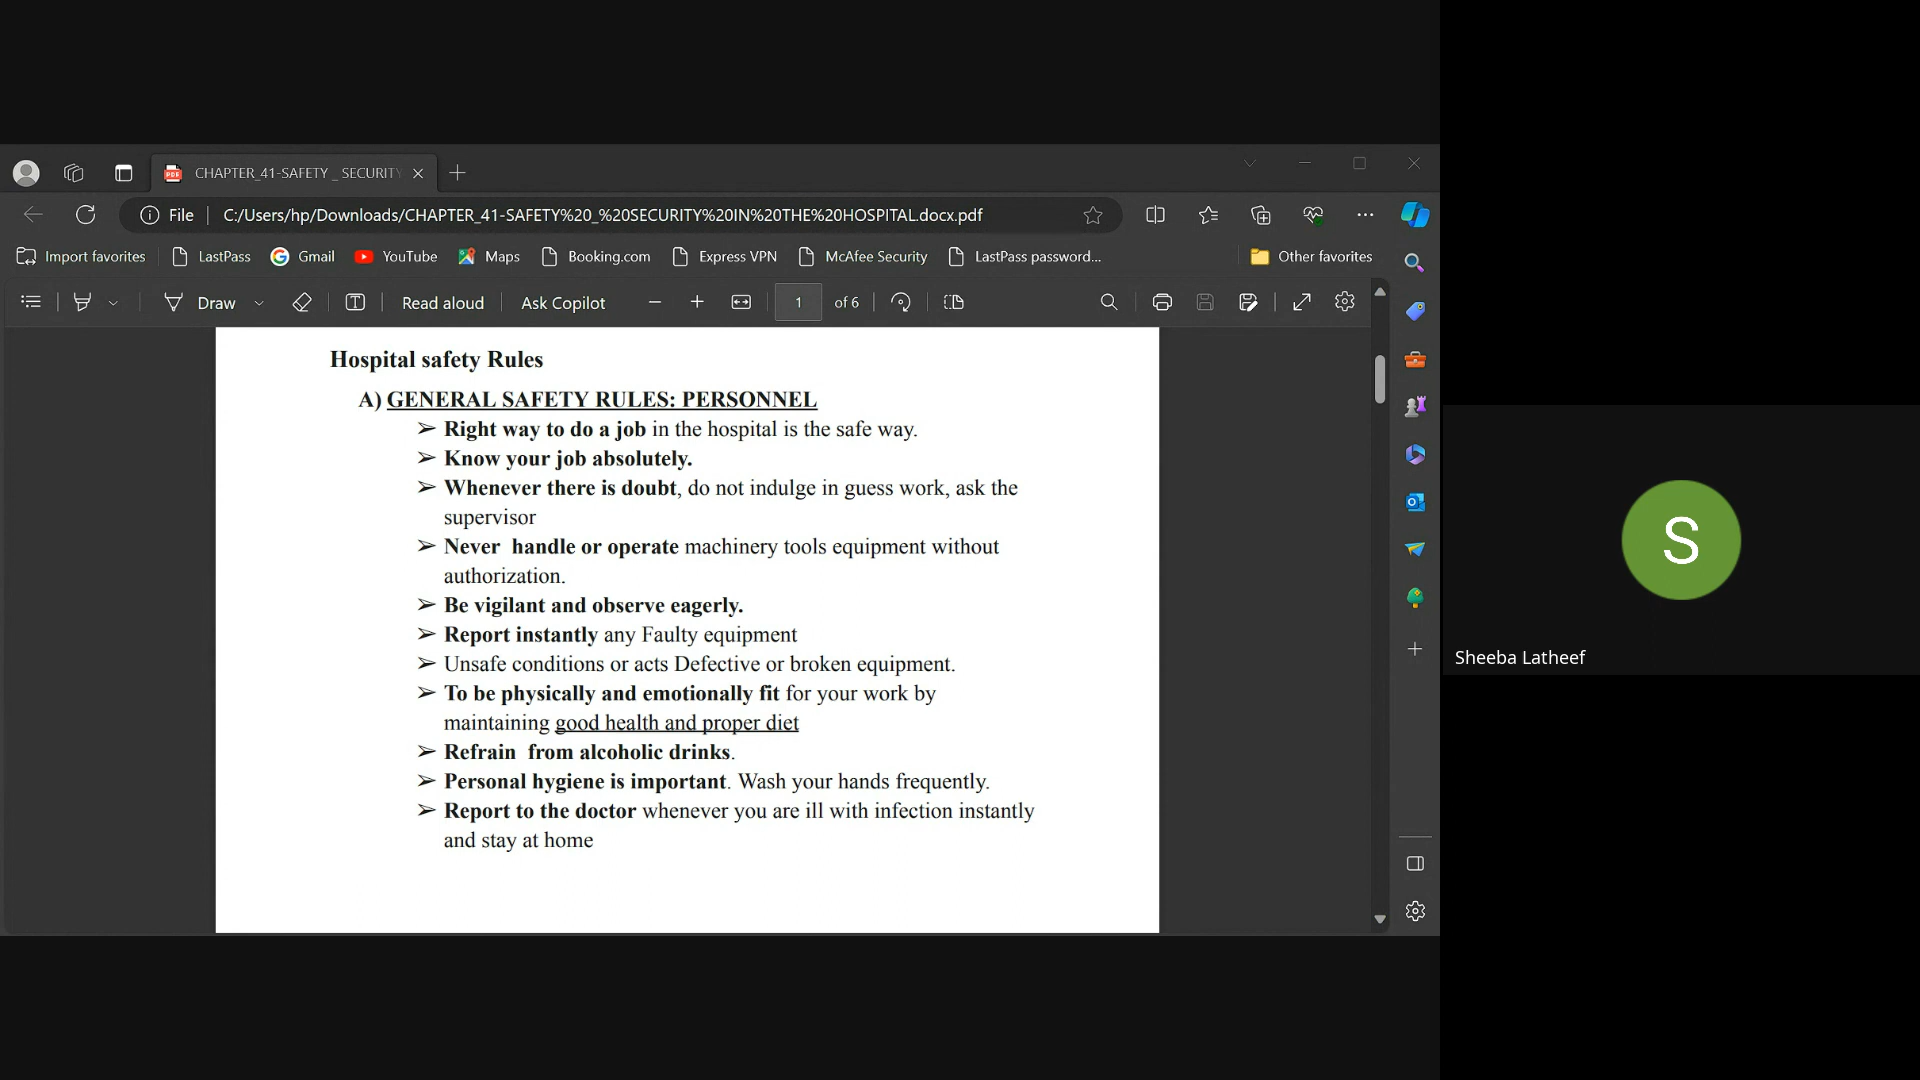 CHAPTER_41-SAFETY _ SECURITY
File
C:/Users/hp/Downloads/CHAPTER_41-SAFETY%20_%20SECURITY%20IN%20THE%20HOSPITAL.docx.pdf
Import favorites LastPass Gmail YouTube Maps Booking.com Express VPN McAfee Security LastPass password... Other favorites
Draw Read aloud Ask Copilot 1 of 6
Hospital safety Rules
A) GENERAL SAFETY RULES: PERSONNEL
➢ Right way to do a job in the hospital is the safe way.
➢ Know your job absolutely.
➢ Whenever there is doubt, do not indulge in guess work, ask the
supervisor
➢ Never handle or operate machinery tools equipment without
authorization.
➢ Be vigilant and observe eagerly.
➢ Report instantly any Faulty equipment
➢ Unsafe conditions or acts Defective or broken equipment.
➢ To be physically and emotionally fit for your work by
maintaining good health and proper diet
➢ Refrain from alcoholic drinks.
➢ Personal hygiene is important. Wash your hands frequently.
➢ Report to the doctor whenever you are ill with infection instantly
and stay at home
S
Sheeba Latheef